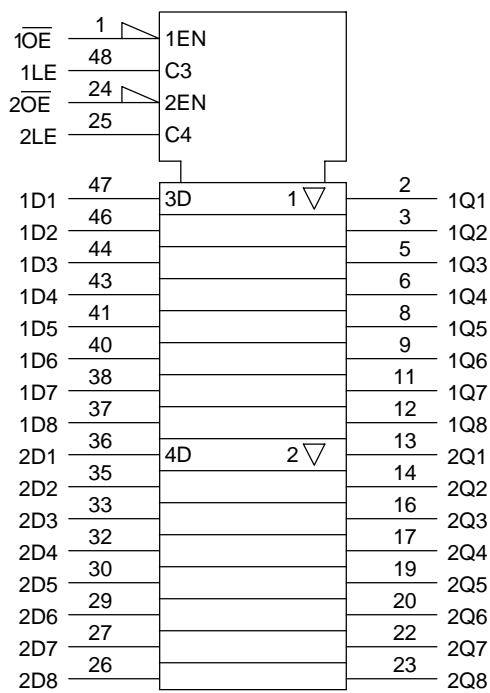 1OE 1 1EN
1LE 48 C3
2OE 24 2EN
2LE 25 C4
1D1 47 3D 1 ▽ 2 1Q1
1D2 46 3 1Q2
1D3 44 5 1Q3
1D4 43 6 1Q4
1D5 41 8 1Q5
1D6 40 9 1Q6
1D7 38 11 1Q7
1D8 37 12 1Q8
2D1 36 4D 2 ▽ 13 2Q1
2D2 35 14 2Q2
2D3 33 16 2Q3
2D4 32 17 2Q4
2D5 30 19 2Q5
2D6 29 20 2Q6
2D7 27 22 2Q7
2D8 26 23 2Q8